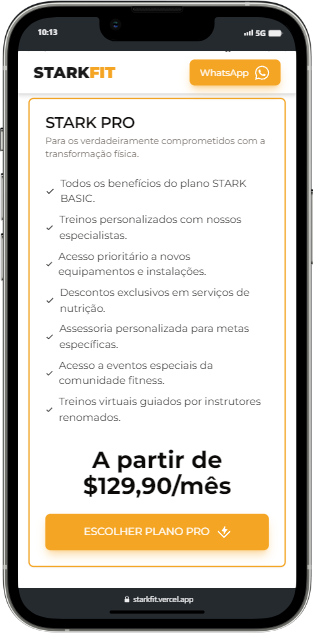 10:13
5G
STARKFIT
WhatsApp
STARK PRO
Para os verdadeiramente comprometidos com a
transformação física.
Todos os benefícios do plano STARK
BASIC.
Treinos personalizados com nossos
especialistas.
Acesso prioritário a novos
equipamentos e instalações.
Descontos exclusivos em serviços de
nutrição.
Assessoria personalizada para metas
específicas.
Acesso a eventos especiais da
comunidade fitness.
Treinos virtuais guiados por instrutores
renomados.
A partir de
$129,90/mês
ESCOLHER PLANO PRO
starkfit.vercel.app